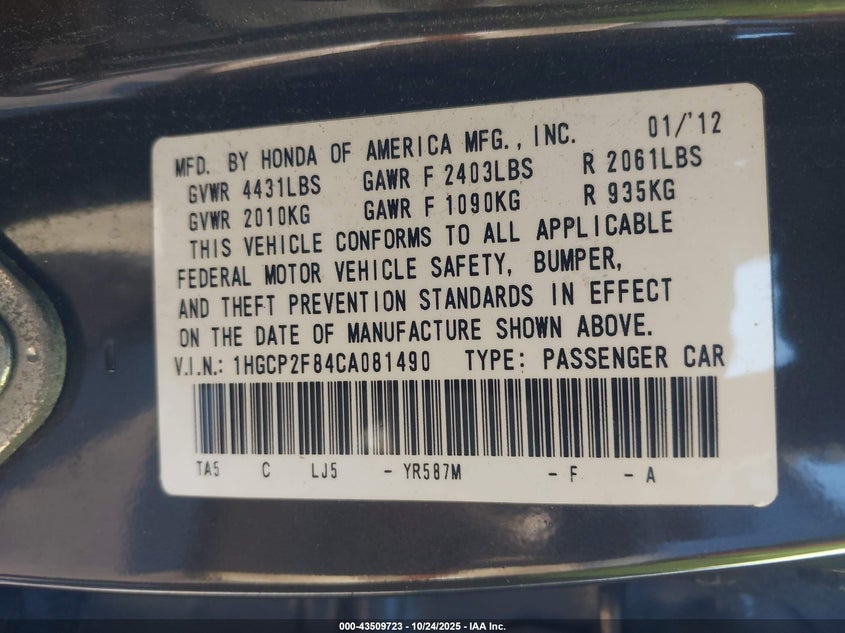 MFD. BY HONDA OF AMERICA MFG., INC. 01/'12
GVWR 4431LBS GAWR F 2403LBS R 2061LBS
GVWR 2010KG GAWR F 1090KG R 935KG
THIS VEHICLE CONFORMS TO ALL APPLICABLE
FEDERAL MOTOR VEHICLE SAFETY, BUMPER,
AND THEFT PREVENTION STANDARDS IN EFFECT
ON THE DATE OF MANUFACTURE SHOWN ABOVE.
V.I.N.: 1HGCP2F84CA081490 TYPE: PASSENGER CAR
TA5 C LJ5 - YR587M - F - A
000-43509723 - 10/24/2025 - IAA Inc.